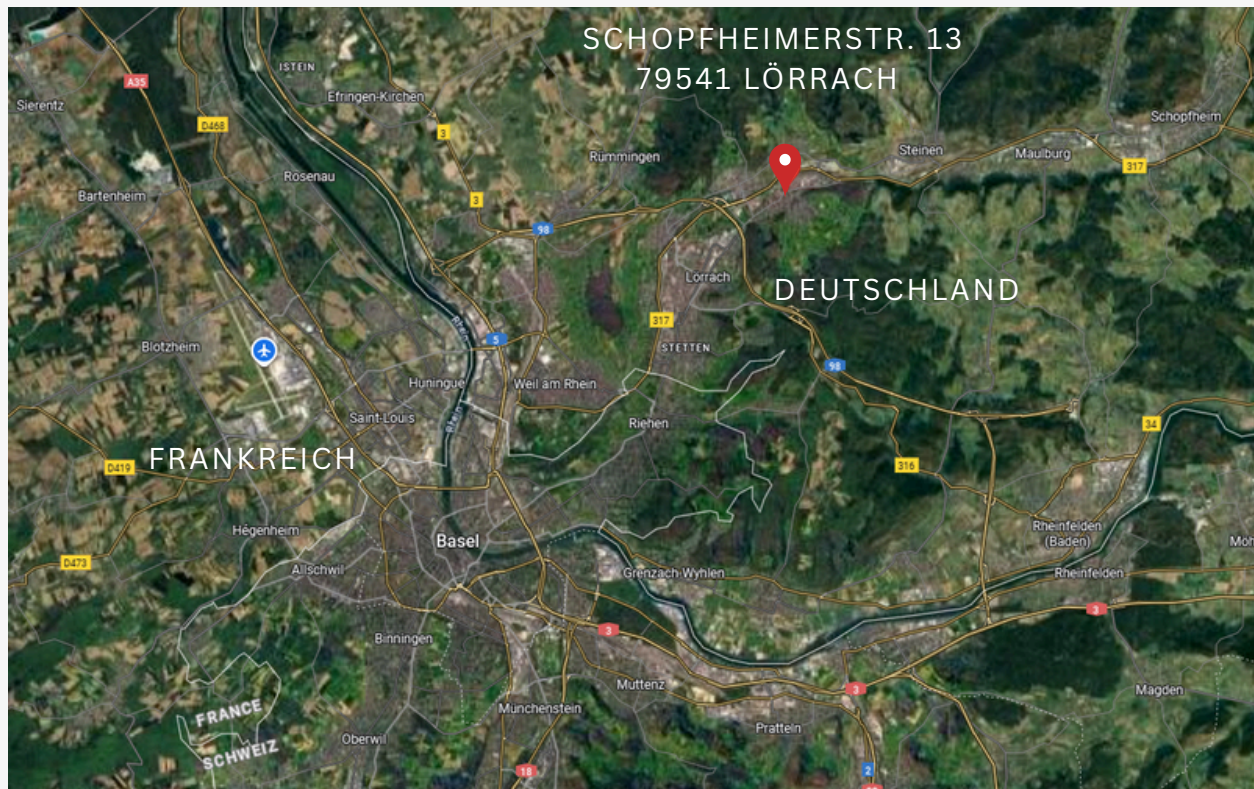 SCHOPFHEIMERSTR. 13
79541 LÖRRACH
A35
ISTEIN
Efringen-Kirchen
Sierentz
D468
3
Schopfheim
Rümmingen
Steinen
Maulburg
317
Rosenau
Bartenheim
3
98
Lörrach
DEUTSCHLAND
317
Rhein
5
STETTEN
Blotzheim
98
Huningue
Weil am Rhein
Saint-Louis
Rhein
Riehen
34
FRANKREICH
D419
316
Hégenheim
Basel
Rheinfelden
(Baden)
Möh
D473
Allschwil
Grenzach-Wyhlen
Rheinfelden
3
3
Binningen
Muttenz
3
Magden
FRANCE
SCHWEIZ
Münchenstein
Pratteln
Oberwil
18
2